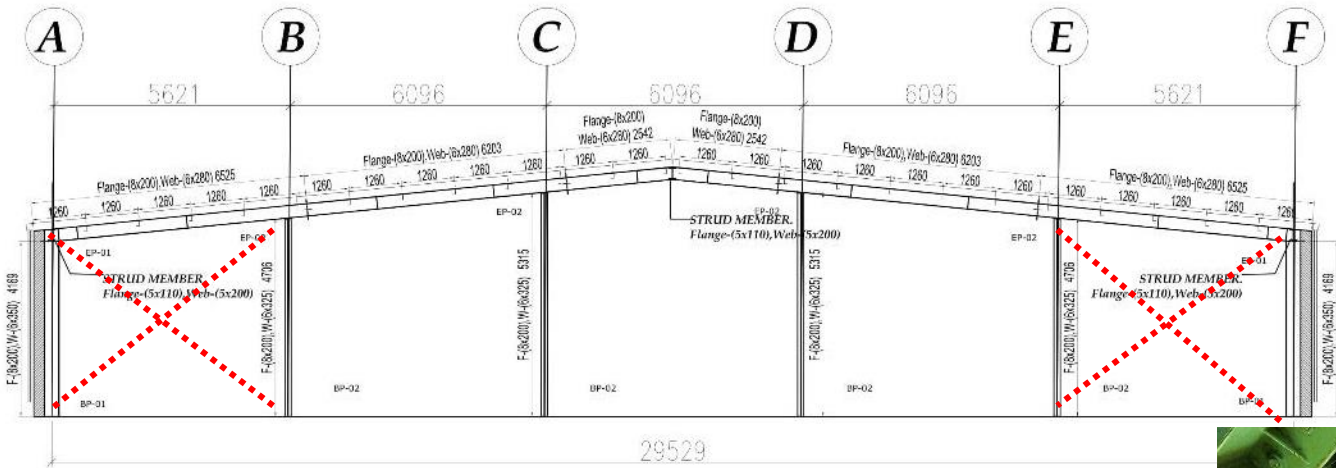 A B C D E F
5621 6096 6096 6096 5621
Flange-(8x200)
Web-(6x280) 2542
Flange-(8x200)
Web-(6x280) 2542
Flange-(8x200),Web-(6x280) 6203
Flange-(8x200),Web-(6x280) 6203
Flange-(8x200),Web-(6x280) 6525
Flange-(8x200),Web-(6x280) 6525
1260 1260 1260 1260
1260 1260 1260 1260
1260 1260
1260 1260
1260 1260 1260 1260
1260 1260 1260 1260
EP-01
EP-02
EP-02
EP-02
STRUD MEMBER.
Flange-(5x110),Web-(5x200)
STRUD MEMBER.
Flange-(5x110),Web-(5x200)
STRUD MEMBER.
Flange-(5x110),Web-(5x200)
F-(8x200),W-(6x350) 4169
F-(8x200),W-(6x325) 4706
F-(8x200),W-(6x325) 5315
F-(8x200),W-(6x325) 5315
F-(8x200),W-(6x325) 4706
F-(8x200),W-(6x350) 4169
BP-01
BP-02
BP-02
BP-02
BP-02
29529